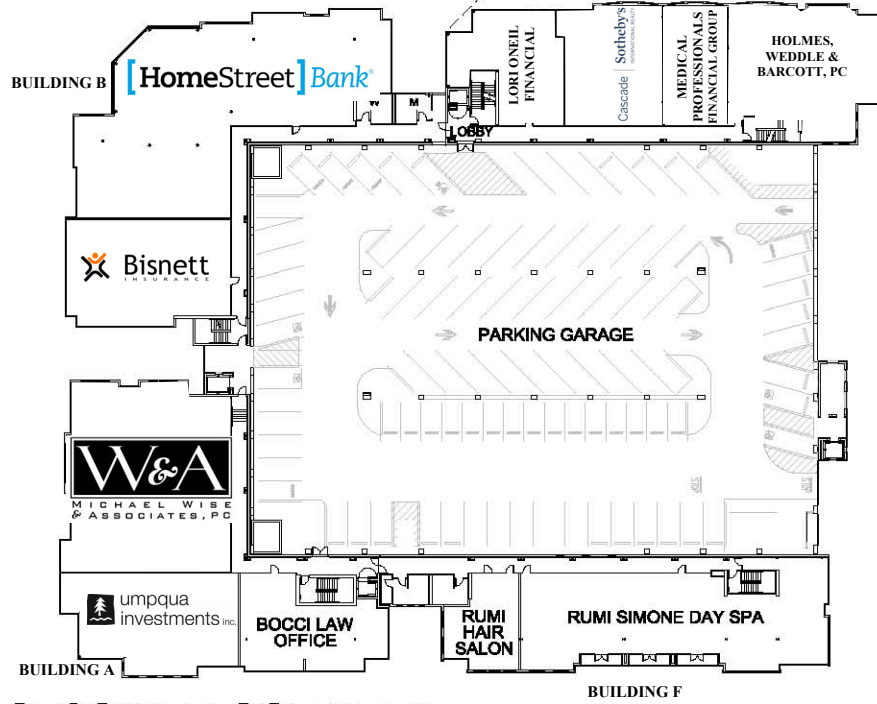 BUILDING B
[HomeStreet] Bank
M
LOBBY
LORI ONEIL
FINANCIAL
Cascade | Sotheby's
INTERNATIONAL REALTY
MEDICAL
PROFESSIONALS
FINANCIAL GROUP
HOLMES,
WEDDLE &
BARCOTT, PC
Bisnett
INSURANCE
PARKING GARAGE
W&A
MICHAEL WISE
& ASSOCIATES, PC
STOP
STOP
umpqua
investments inc.
BOCCI LAW
OFFICE
RUMI
HAIR
SALON
RUMI SIMONE DAY SPA
BUILDING A
BUILDING F